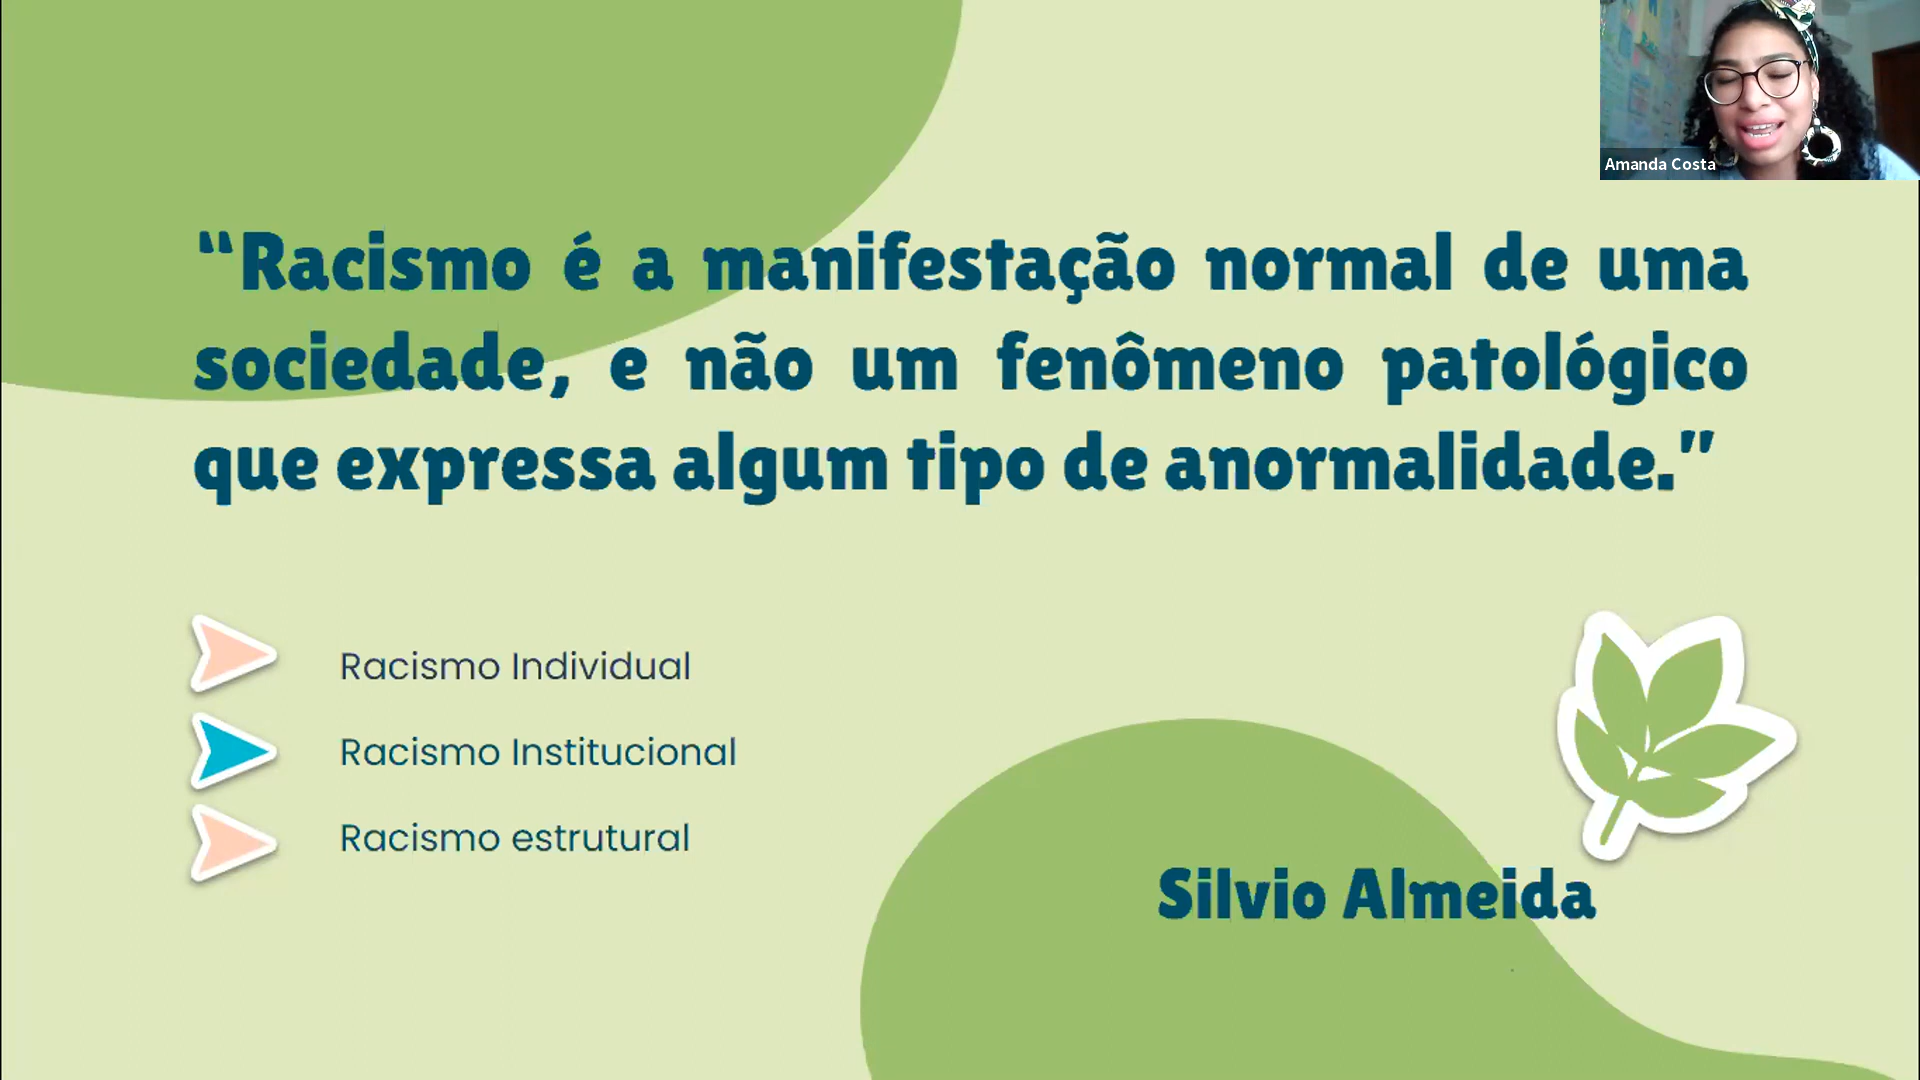 Amanda Costa
“Racismo é a manifestação normal de uma
sociedade, e não um fenômeno patológico
que expressa algum tipo de anormalidade.”
Racismo Individual
Racismo Institucional
Racismo estrutural
Silvio Almeida